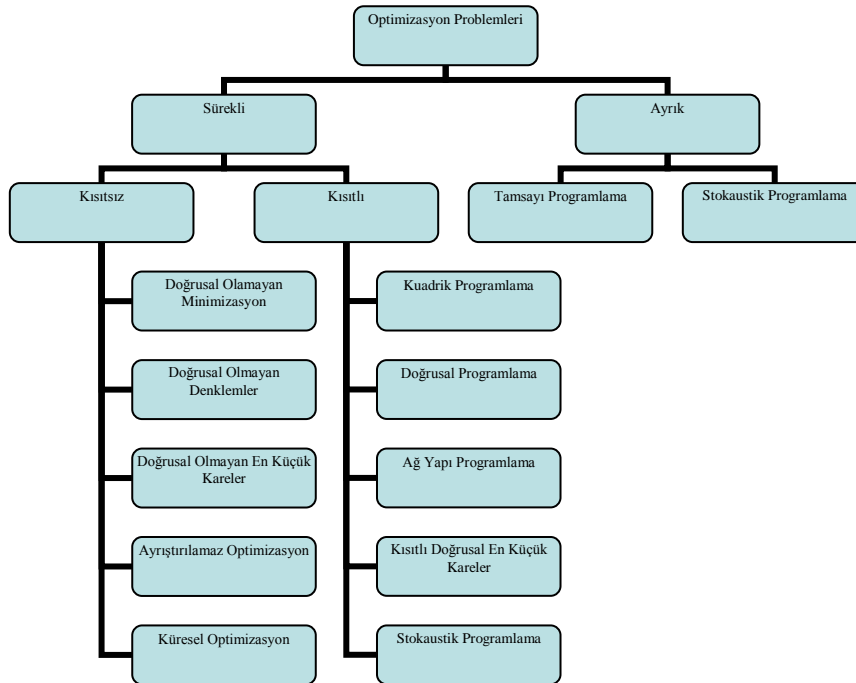 Optimizasyon Problemleri
Sürekli
Ayrık
Kısıtsız
Kısıtlı
Tamsayı Programlama
Stokaustik Programlama
Doğrusal Olamayan
Minimizasyon
Doğrusal Olmayan
Denklemler
Doğrusal Olmayan En Küçük
Kareler
Ayrıştırılamaz Optimizasyon
Küresel Optimizasyon
Kuadrik Programlama
Doğrusal Programlama
Ağ Yapı Programlama
Kısıtlı Doğrusal En Küçük
Kareler
Stokaustik Programlama